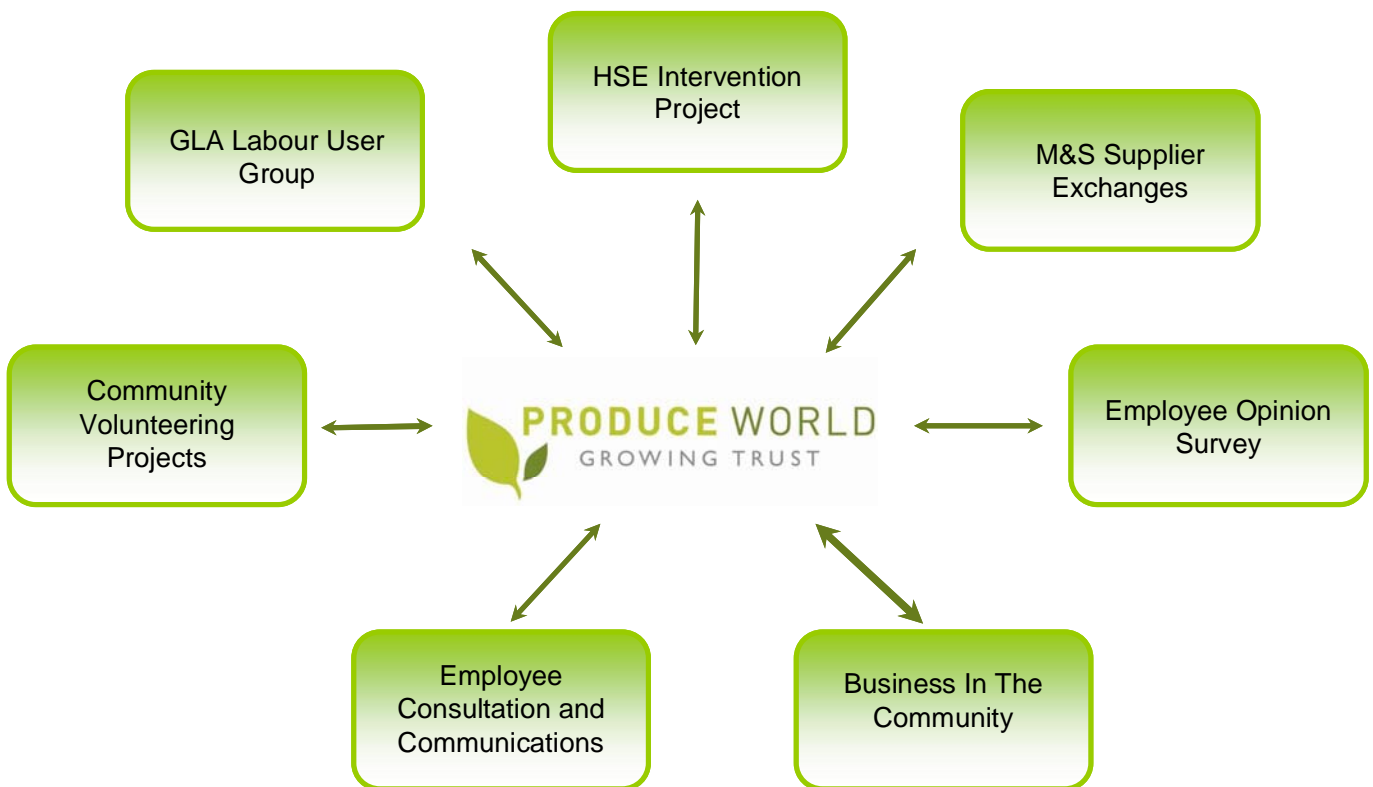 HSE Intervention
Project
GLA Labour User
Group
M&S Supplier
Exchanges
Community
Volunteering
Projects
PRODUCE WORLD
GROWING TRUST
Employee Opinion
Survey
Employee
Consultation and
Communications
Business In The
Community